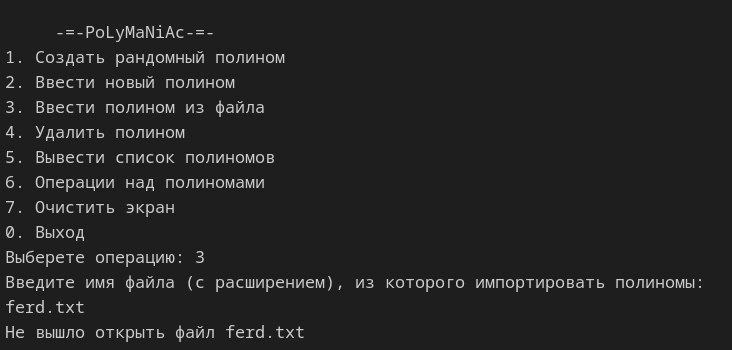 -=-PoLyMaNiAc-=-
1. Создать рандомный полином
2. Ввести новый полином
3. Ввести полином из файла
4. Удалить полином
5. Вывести список полиномов
6. Операции над полиномами
7. Очистить экран
0. Выход
Выберете операцию: 3
Введите имя файла (с расширением), из которого импортировать полиномы:
ferd.txt
Не вышло открыть файл ferd.txt